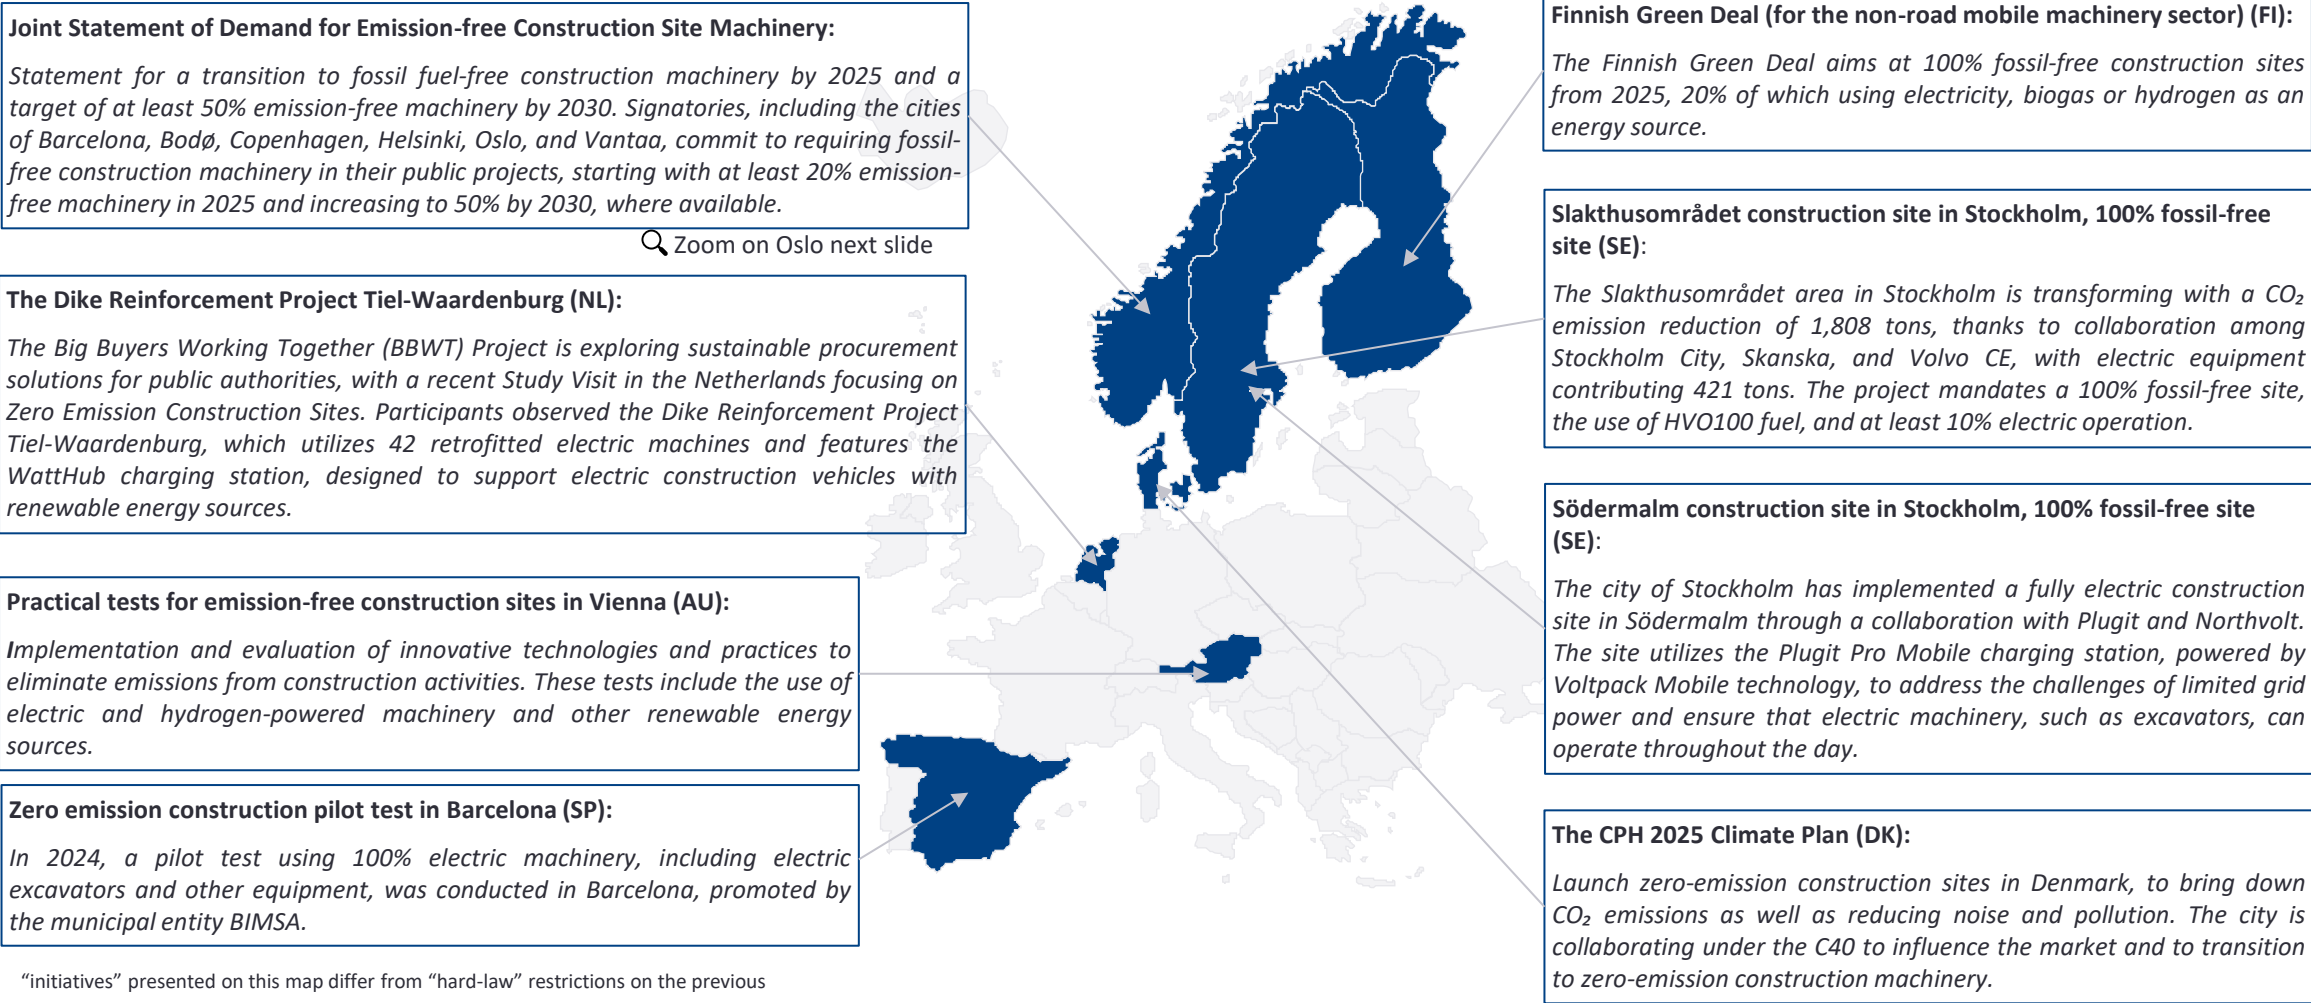 Joint Statement of Demand for Emission-free Construction Site Machinery:
Statement for a transition to fossil fuel-free construction machinery by 2025 and a
target of at least 50% emission-free machinery by 2030. Signatories, including the cities
of Barcelona, Bodø, Copenhagen, Helsinki, Oslo, and Vantaa, commit to requiring fossil-
free construction machinery in their public projects, starting with at least 20% emission-
free machinery in 2025 and increasing to 50% by 2030, where available.
Zoom on Oslo next slide
The Dike Reinforcement Project Tiel-Waardenburg (NL):
The Big Buyers Working Together (BBWT) Project is exploring sustainable procurement
solutions for public authorities, with a recent Study Visit in the Netherlands focusing on
Zero Emission Construction Sites. Participants observed the Dike Reinforcement Project
Tiel-Waardenburg, which utilizes 42 retrofitted electric machines and features the
WattHub charging station, designed to support electric construction vehicles with
renewable energy sources.
Practical tests for emission-free construction sites in Vienna (AU):
Implementation and evaluation of innovative technologies and practices to
eliminate emissions from construction activities. These tests include the use of
electric and hydrogen-powered machinery and other renewable energy
sources.
Zero emission construction pilot test in Barcelona (SP):
In 2024, a pilot test using 100% electric machinery, including electric
excavators and other equipment, was conducted in Barcelona, promoted by
the municipal entity BIMSA.
“initiatives” presented on this map differ from “hard-law” restrictions on the previous
Finnish Green Deal (for the non-road mobile machinery sector) (FI):
The Finnish Green Deal aims at 100% fossil-free construction sites
from 2025, 20% of which using electricity, biogas or hydrogen as an
energy source.
Slakthusområdet construction site in Stockholm, 100% fossil-free
site (SE):
The Slakthusområdet area in Stockholm is transforming with a CO₂
emission reduction of 1,808 tons, thanks to collaboration among
Stockholm City, Skanska, and Volvo CE, with electric equipment
contributing 421 tons. The project mandates a 100% fossil-free site,
the use of HVO100 fuel, and at least 10% electric operation.
Södermalm construction site in Stockholm, 100% fossil-free site
(SE):
The city of Stockholm has implemented a fully electric construction
site in Södermalm through a collaboration with Plugit and Northvolt.
The site utilizes the Plugit Pro Mobile charging station, powered by
Voltpack Mobile technology, to address the challenges of limited grid
power and ensure that electric machinery, such as excavators, can
operate throughout the day.
The CPH 2025 Climate Plan (DK):
Launch zero-emission construction sites in Denmark, to bring down
CO₂ emissions as well as reducing noise and pollution. The city is
collaborating under the C40 to influence the market and to transition
to zero-emission construction machinery.